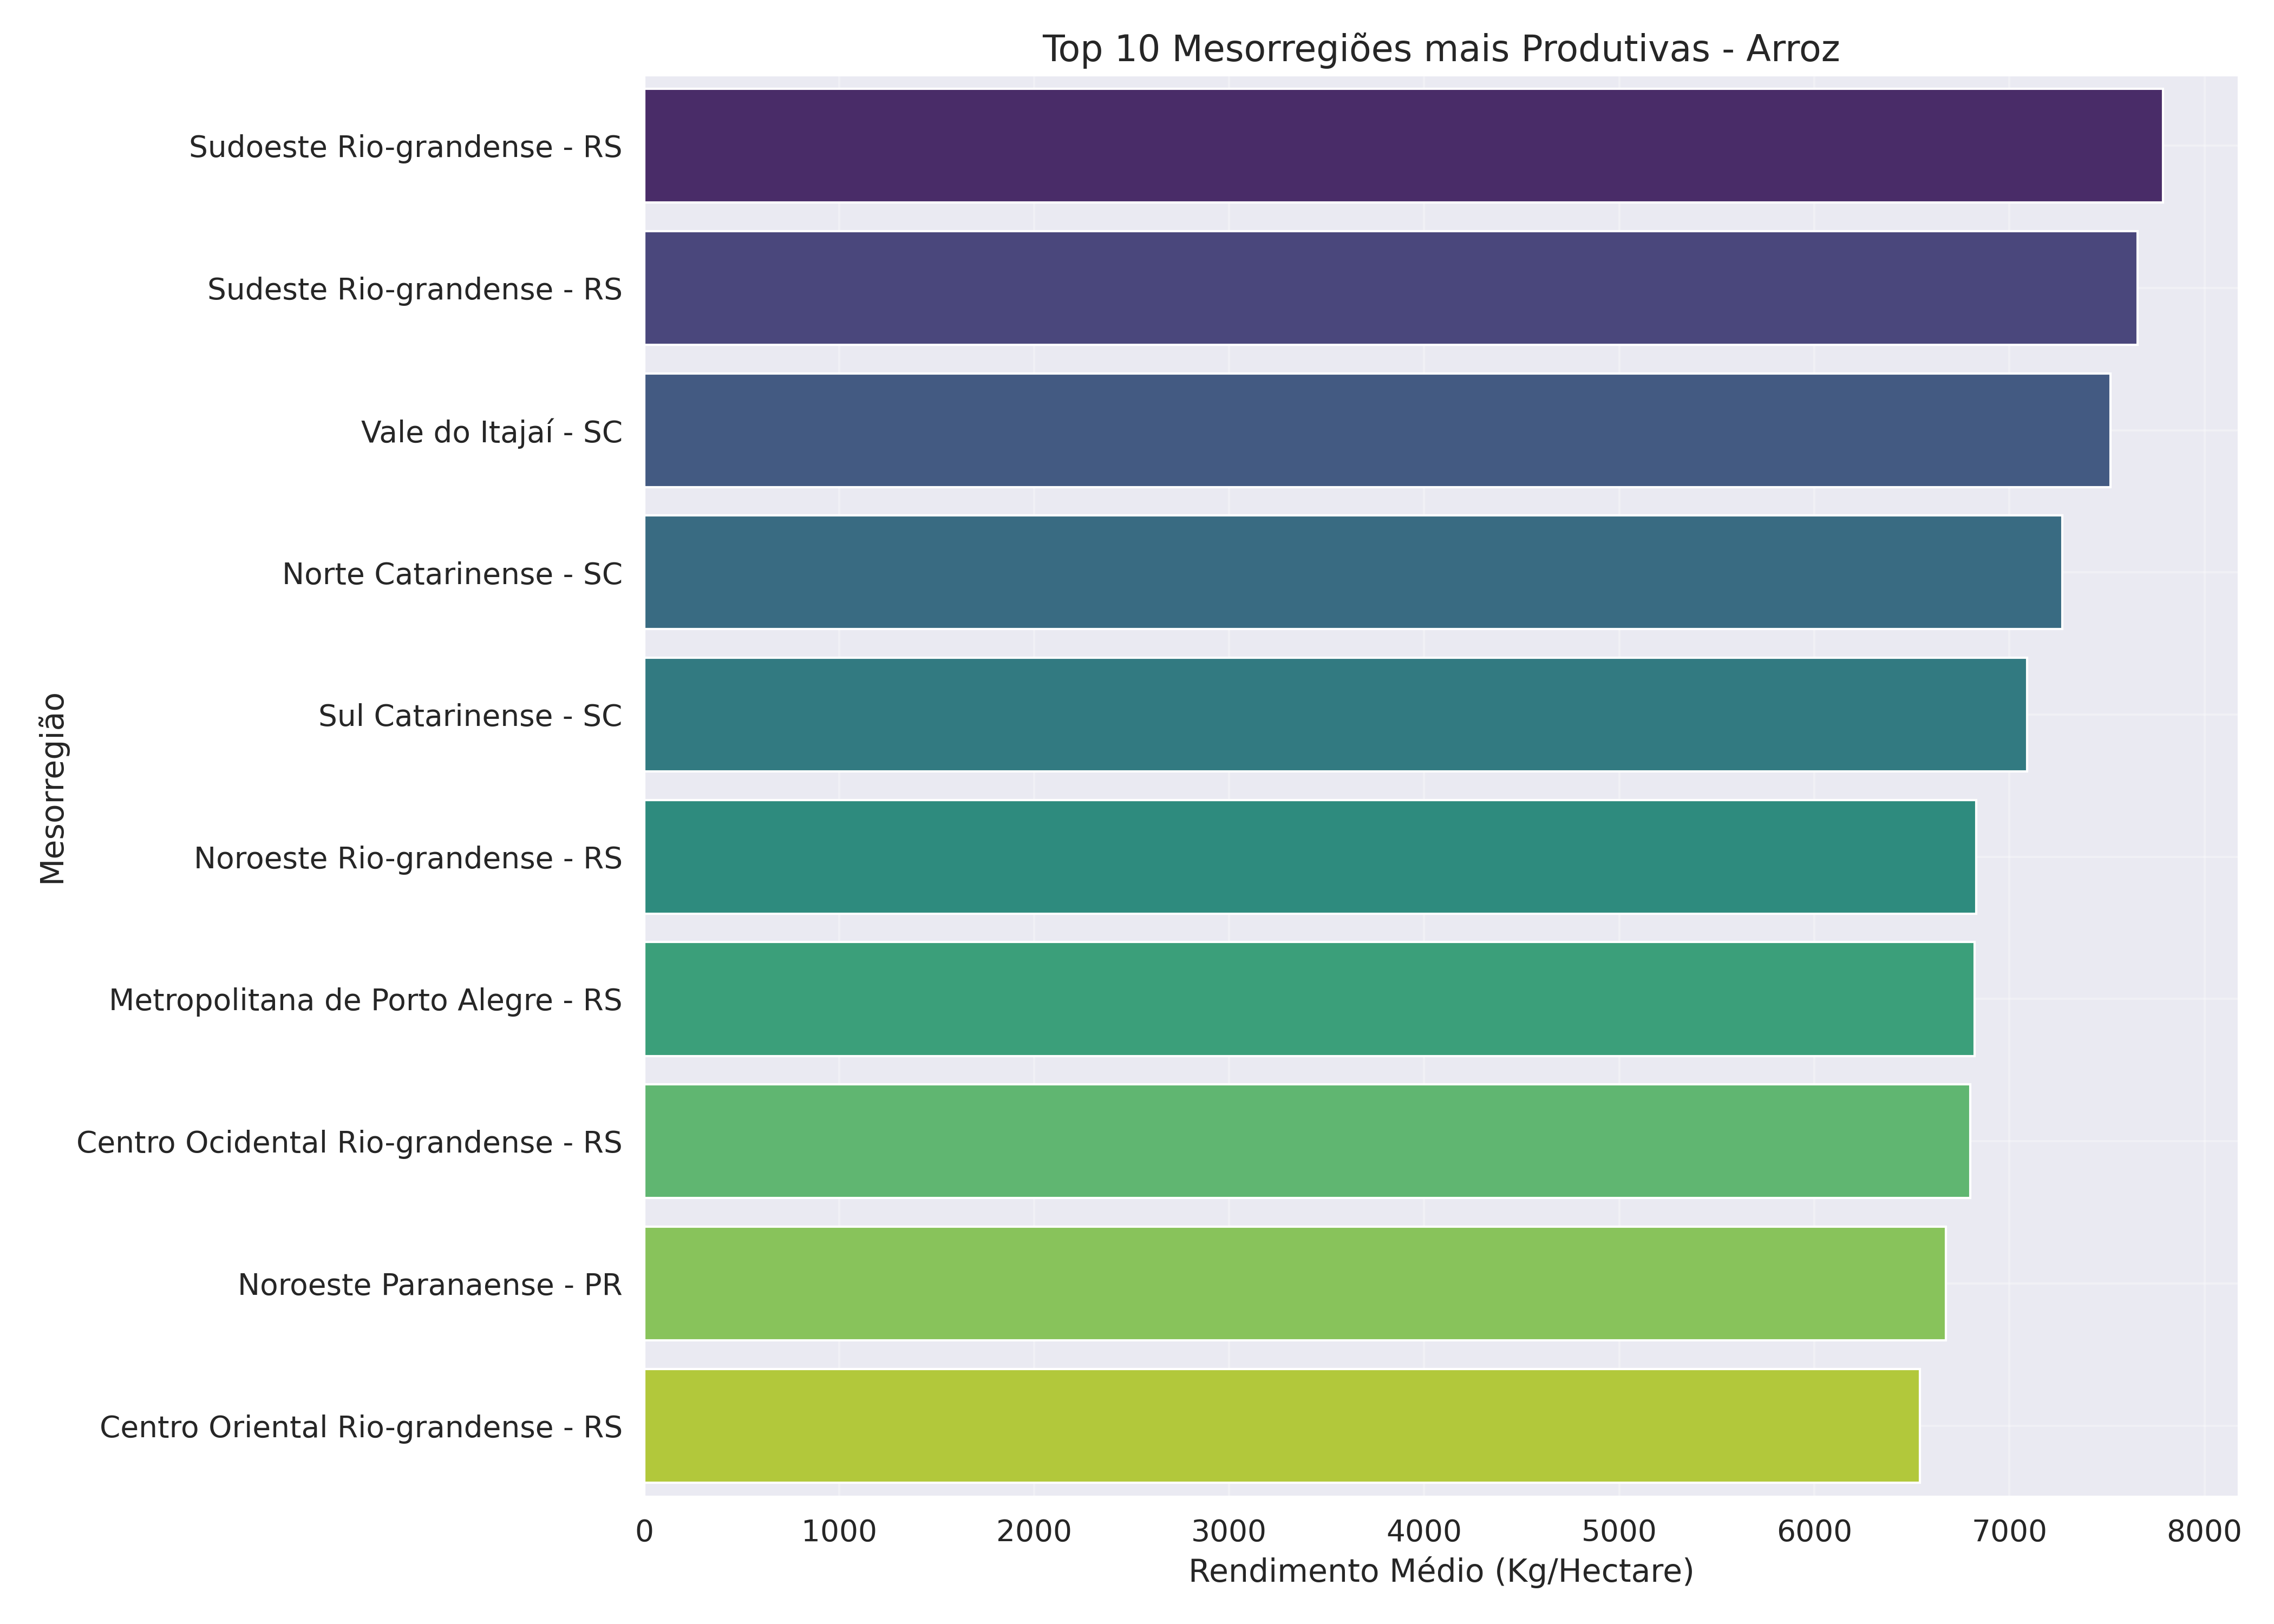 Top 10 Mesorregiões mais Produtivas - Arroz
Mesorregião
Sudoeste Rio-grandense - RS
Sudeste Rio-grandense - RS
Vale do Itajaí - SC
Norte Catarinense - SC
Sul Catarinense - SC
Noroeste Rio-grandense - RS
Metropolitana de Porto Alegre - RS
Centro Ocidental Rio-grandense - RS
Noroeste Paranaense - PR
Centro Oriental Rio-grandense - RS
0 1000 2000 3000 4000 5000 6000 7000 8000
Rendimento Médio (Kg/Hectare)